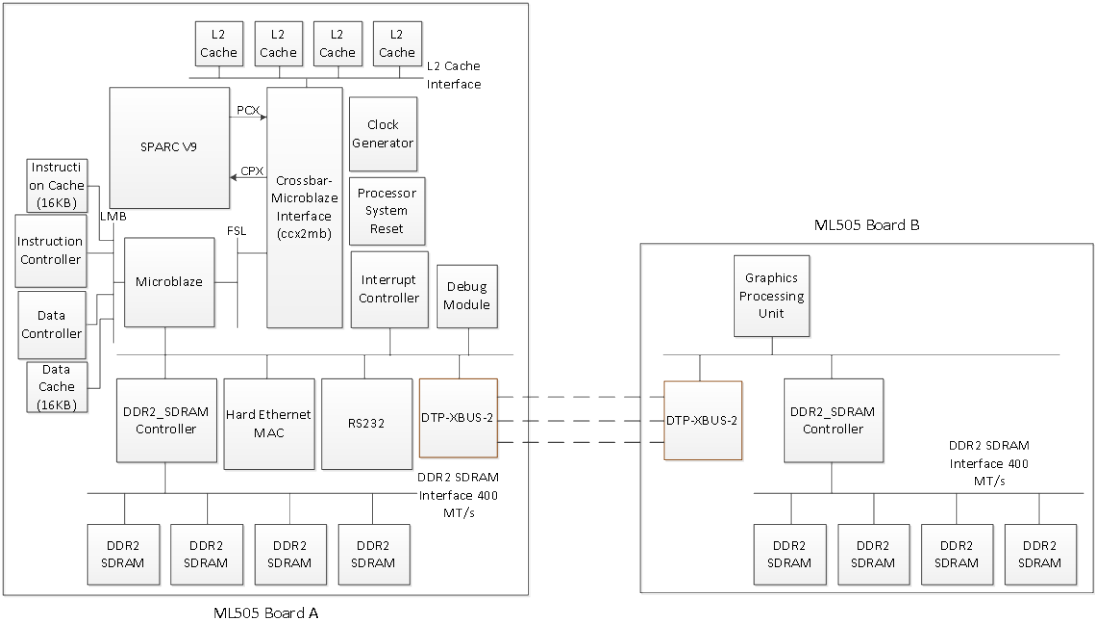 L2
Cache
L2
Cache
L2
Cache
L2
Cache
L2 Cache
Interface
PCX
SPARC V9
CPX
Crossbar-
Microblaze
Interface
(ccx2mb)
Clock
Generator
Processor
System
Reset
Instructi
on Cache
(16KB)
LMB
FSL
Instruction
Controller
Microblaze
Interrupt
Controller
Debug
Module
Data
Controller
Data
Cache
(16KB)
DDR2_SDRAM
Controller
Hard Ethernet
MAC
RS232
DTP-XBUS-2
DDR2 SDRAM
Interface 400
MT/s
DDR2
SDRAM
DDR2
SDRAM
DDR2
SDRAM
DDR2
SDRAM
ML505 Board A
ML505 Board B
Graphics
Processing
Unit
DTP-XBUS-2
DDR2_SDRAM
Controller
DDR2 SDRAM
Interface 400
MT/s
DDR2
SDRAM
DDR2
SDRAM
DDR2
SDRAM
DDR2
SDRAM